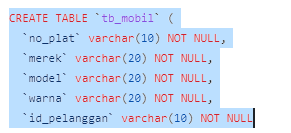 CREATE TABLE `tb_mobil` (
  `no_plat` varchar(10) NOT NULL,
  `merek` varchar(20) NOT NULL,
  `model` varchar(20) NOT NULL,
  `warna` varchar(20) NOT NULL,
  `id_pelanggan` varchar(10) NOT NULL